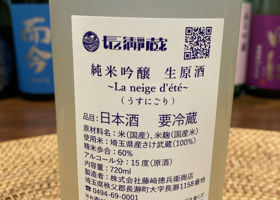 長瀞蔵
純米吟醸 生原酒
~La neige d'été~
(うすにごり)
品目:日本酒 要冷蔵
原材料名:米(国産)、米麹(国産米)
使用米:埼玉県産さけ武蔵(100%)
精米歩合:60%
アルコール分:15度(原酒)
内容量:720ml
製造者:株式会社藤﨑摠兵衛商店
埼玉県秩父郡長瀞町大字長瀞1158番地
☎0494-69-0001
而今